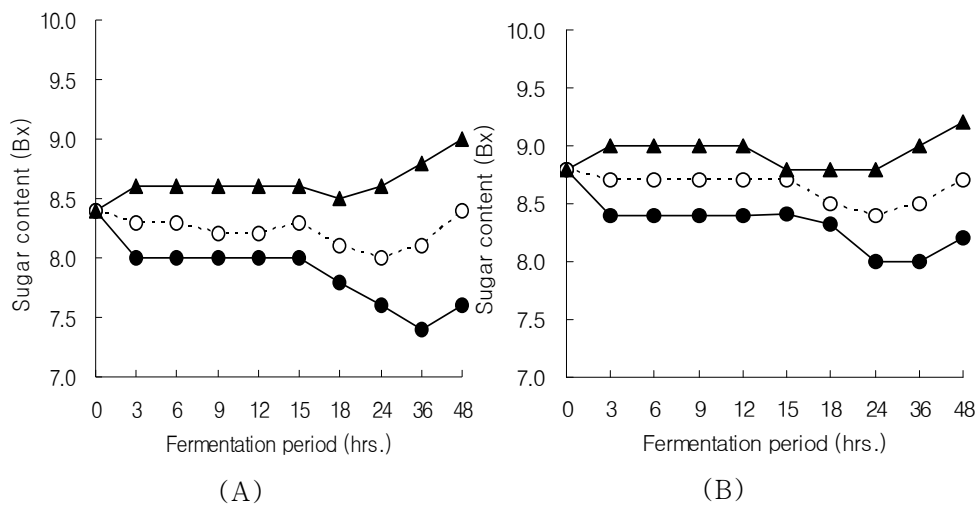 10.0
9.5
9.0
8.5
8.0
7.5
7.0
Sugar content (Bx)
0 3 6 9 12 15 18 24 36 48
Fermentation period (hrs.)
(A)
10.0
9.5
9.0
8.5
8.0
7.5
7.0
Sugar content (Bx)
0 3 6 9 12 15 18 24 36 48
Fermentation period (hrs.)
(B)